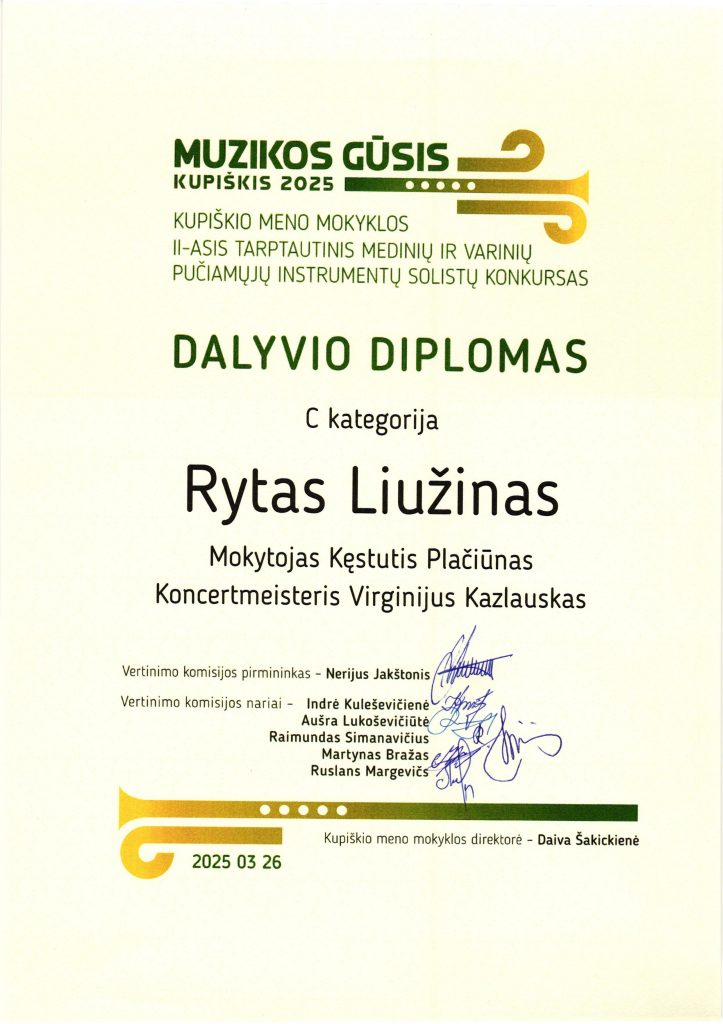 MUZIKOS GŪSIS
KUPIŠKIS 2025
KUPIŠKIO MENO MOKYKLOS
II-ASIS TARPTAUTINIS MEDINIŲ IR VARINIŲ
PUČIAMŲJŲ INSTRUMENTŲ SOLISTŲ KONKURSAS
DALYVIO DIPLOMAS
C kategorija
Rytas Liužinas
Mokytojas Kęstutis Plačiūnas
Koncertmeisteris Virginijus Kazlauskas
Vertinimo komisijos pirmininkas – Nerijus Jakštonis
Vertinimo komisijos nariai – Indrė Kuleševičienė
Aušra Lukoševičiūtė
Raimundas Simanavičius
Martynas Bražas
Ruslans Margevičs
Kupiškio meno mokyklos direktorė – Daiva Šakickienė
2025 03 26